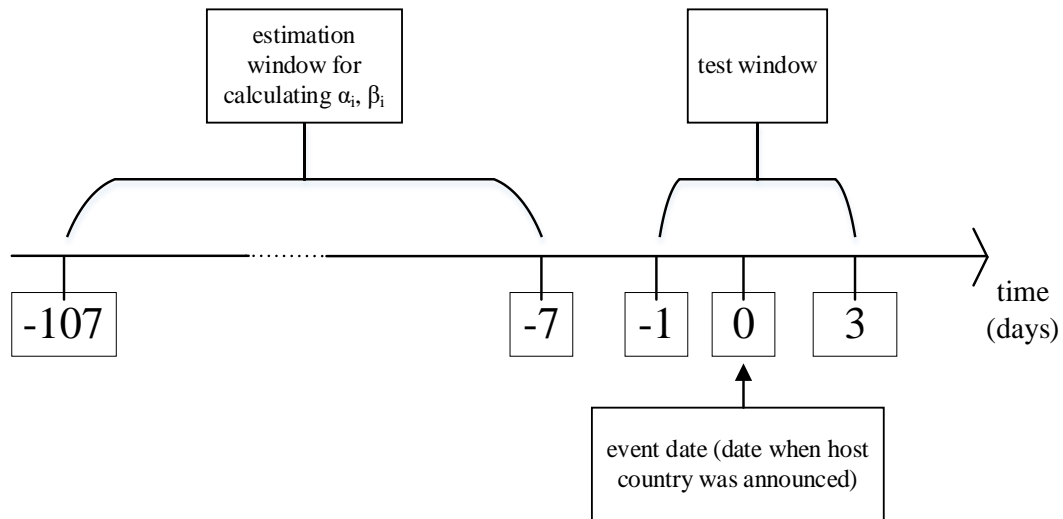 estimation
window for
calculating αᵢ, βᵢ
test window
-107
-7
-1
0
3
time
(days)
event date (date when host
country was announced)